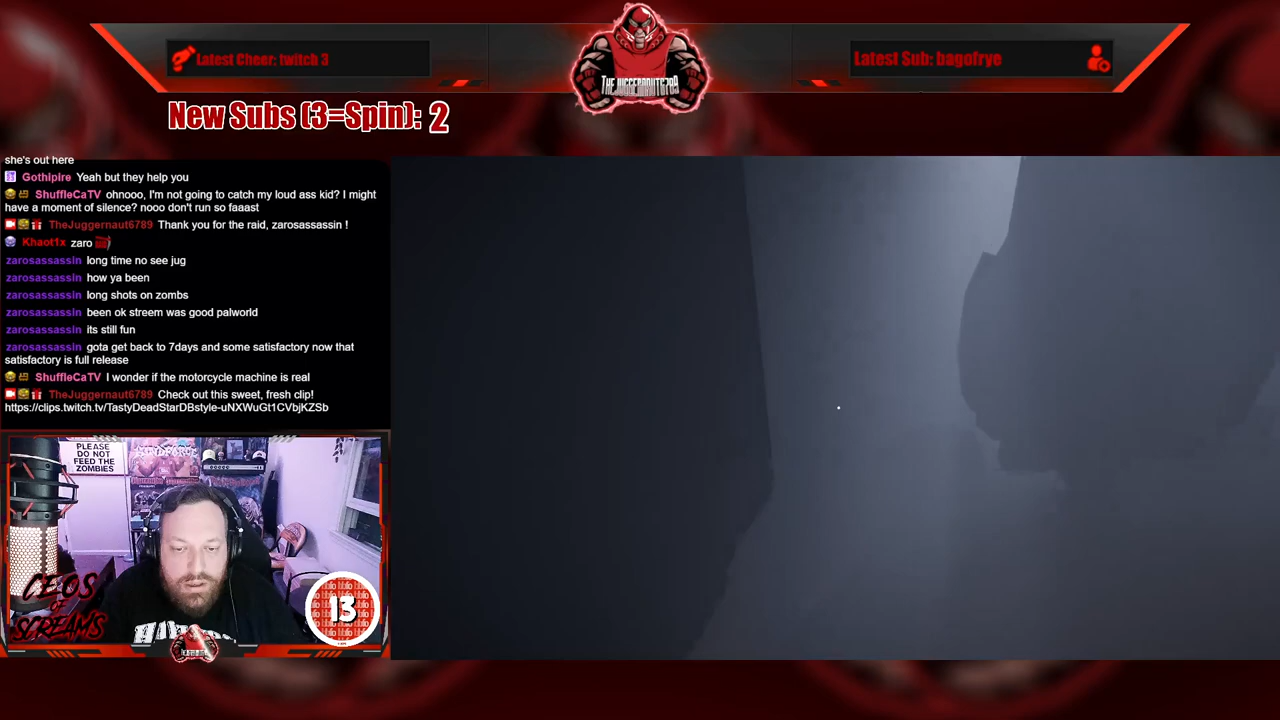 Latest Cheer: twitch 3
THEJUGGERNAUT6789
Latest Sub: bagofrye
New Subs (3=Spin): 2
she's out here
Gothipire Yeah but they help you
ShuffleCaTV ohnooo, I'm not going to catch my loud ass kid? I might
have a moment of silence? nooo don't run so faaast
TheJuggernaut6789 Thank you for the raid, zarosassassin !
Khaot1x zaro
zarosassassin long time no see jug
zarosassassin how ya been
zarosassassin long shots on zombs
zarosassassin been ok streem was good palworld
zarosassassin its still fun
zarosassassin gota get back to 7days and some satisfactory now that
satisfactory is full release
ShuffleCaTV I wonder if the motorcycle machine is real
TheJuggernaut6789 Check out this sweet, fresh clip!
https://clips.twitch.tv/TastyDeadStarDBstyle-uNXWuGt1CVbjKZSb
PLEASE
DO NOT
FEED THE
ZOMBIES
CEOS
OF
SCREAMS
13